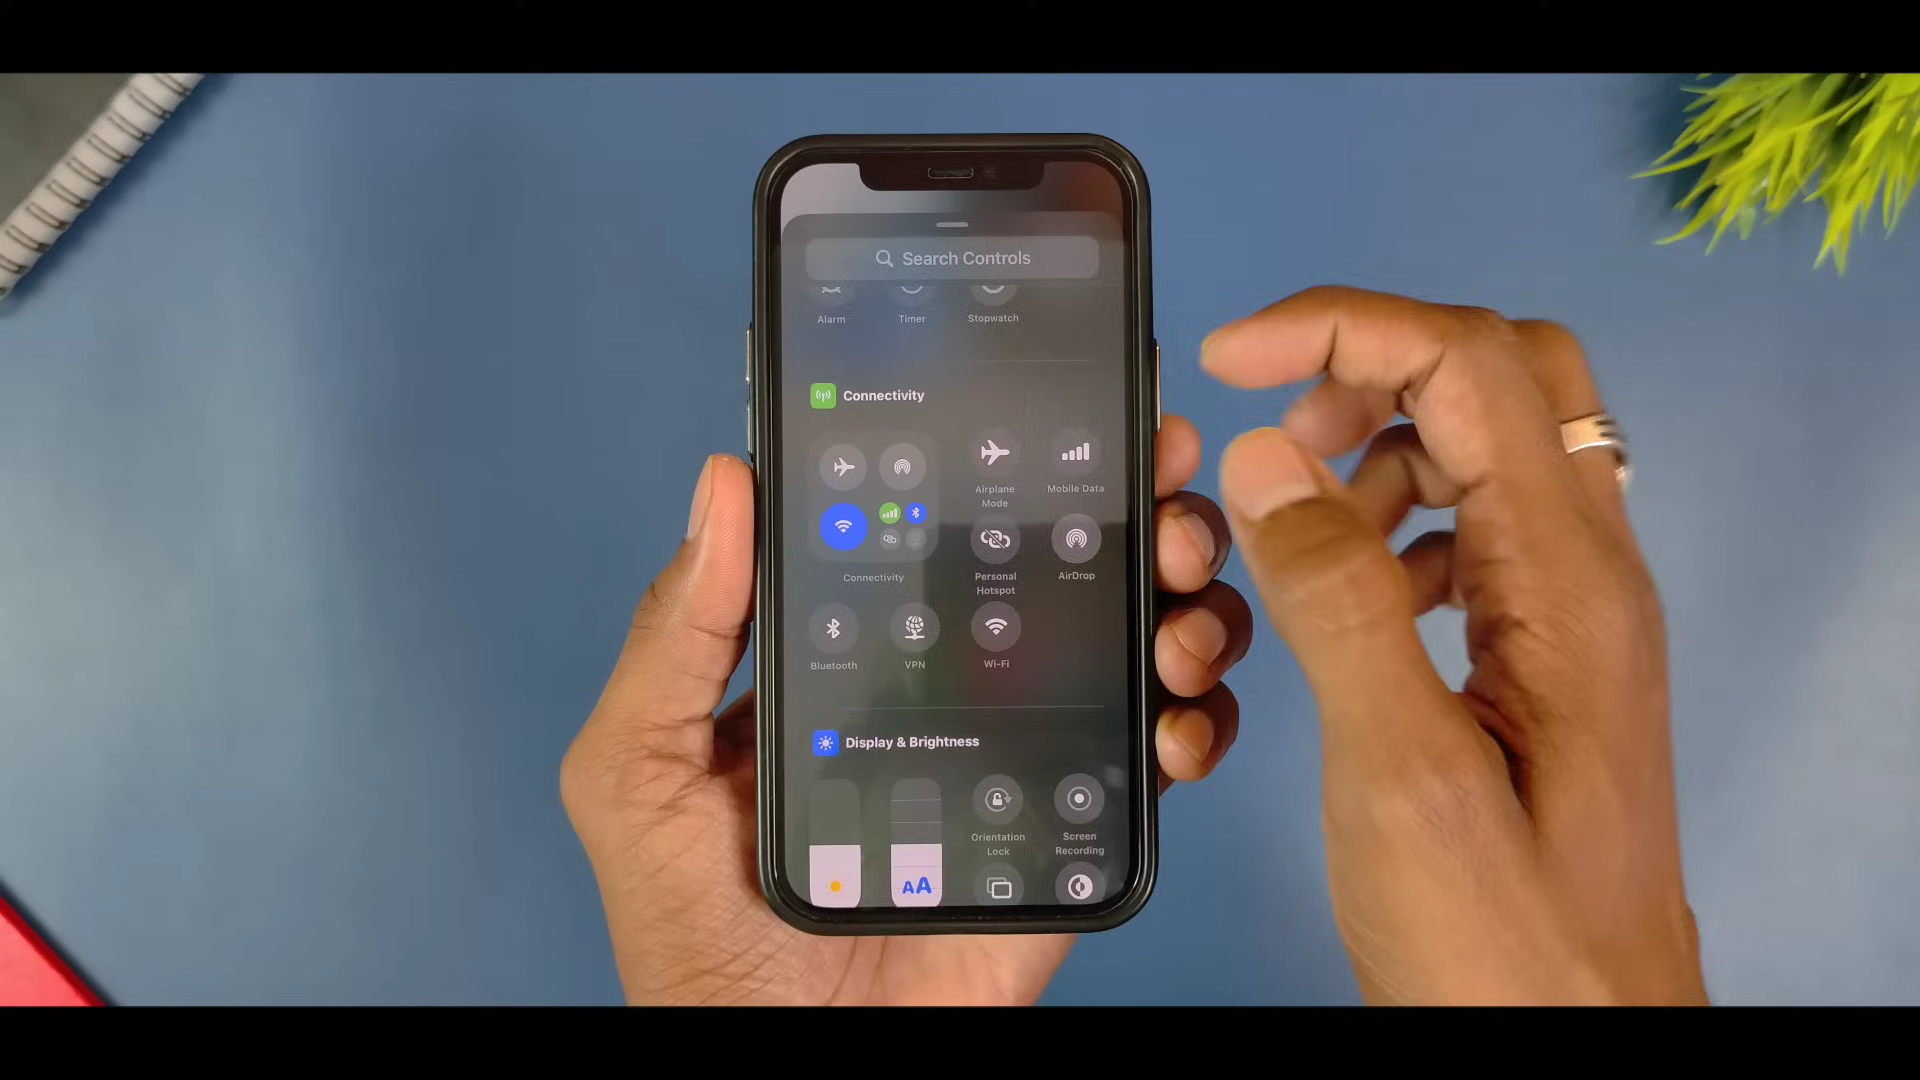 Search Controls
Alarm
Timer
Stopwatch
Connectivity
Airplane
Mode
Mobile Data
Personal
Hotspot
AirDrop
Connectivity
Bluetooth
VPN
Wi-Fi
Display & Brightness
Orientation
Lock
Screen
Recording
AA